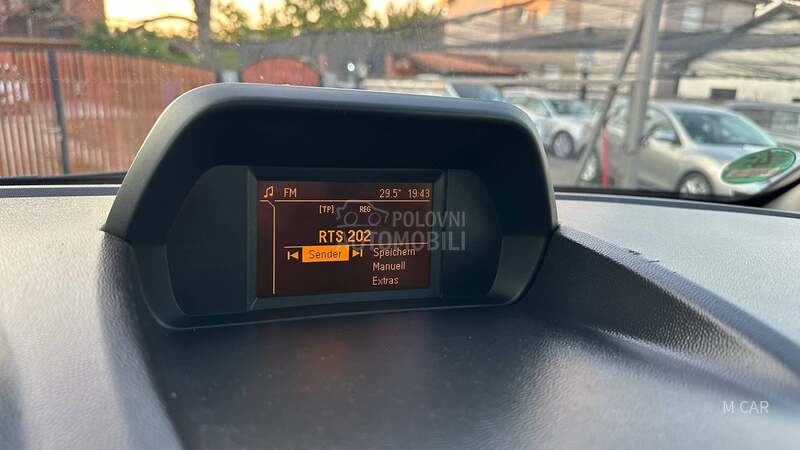 FM 29.5° 19:43
[TP] REG
RTS 202
Sender
Speichern
Manuell
Extras
POLOVNI
AUTOMOBILI
M CAR